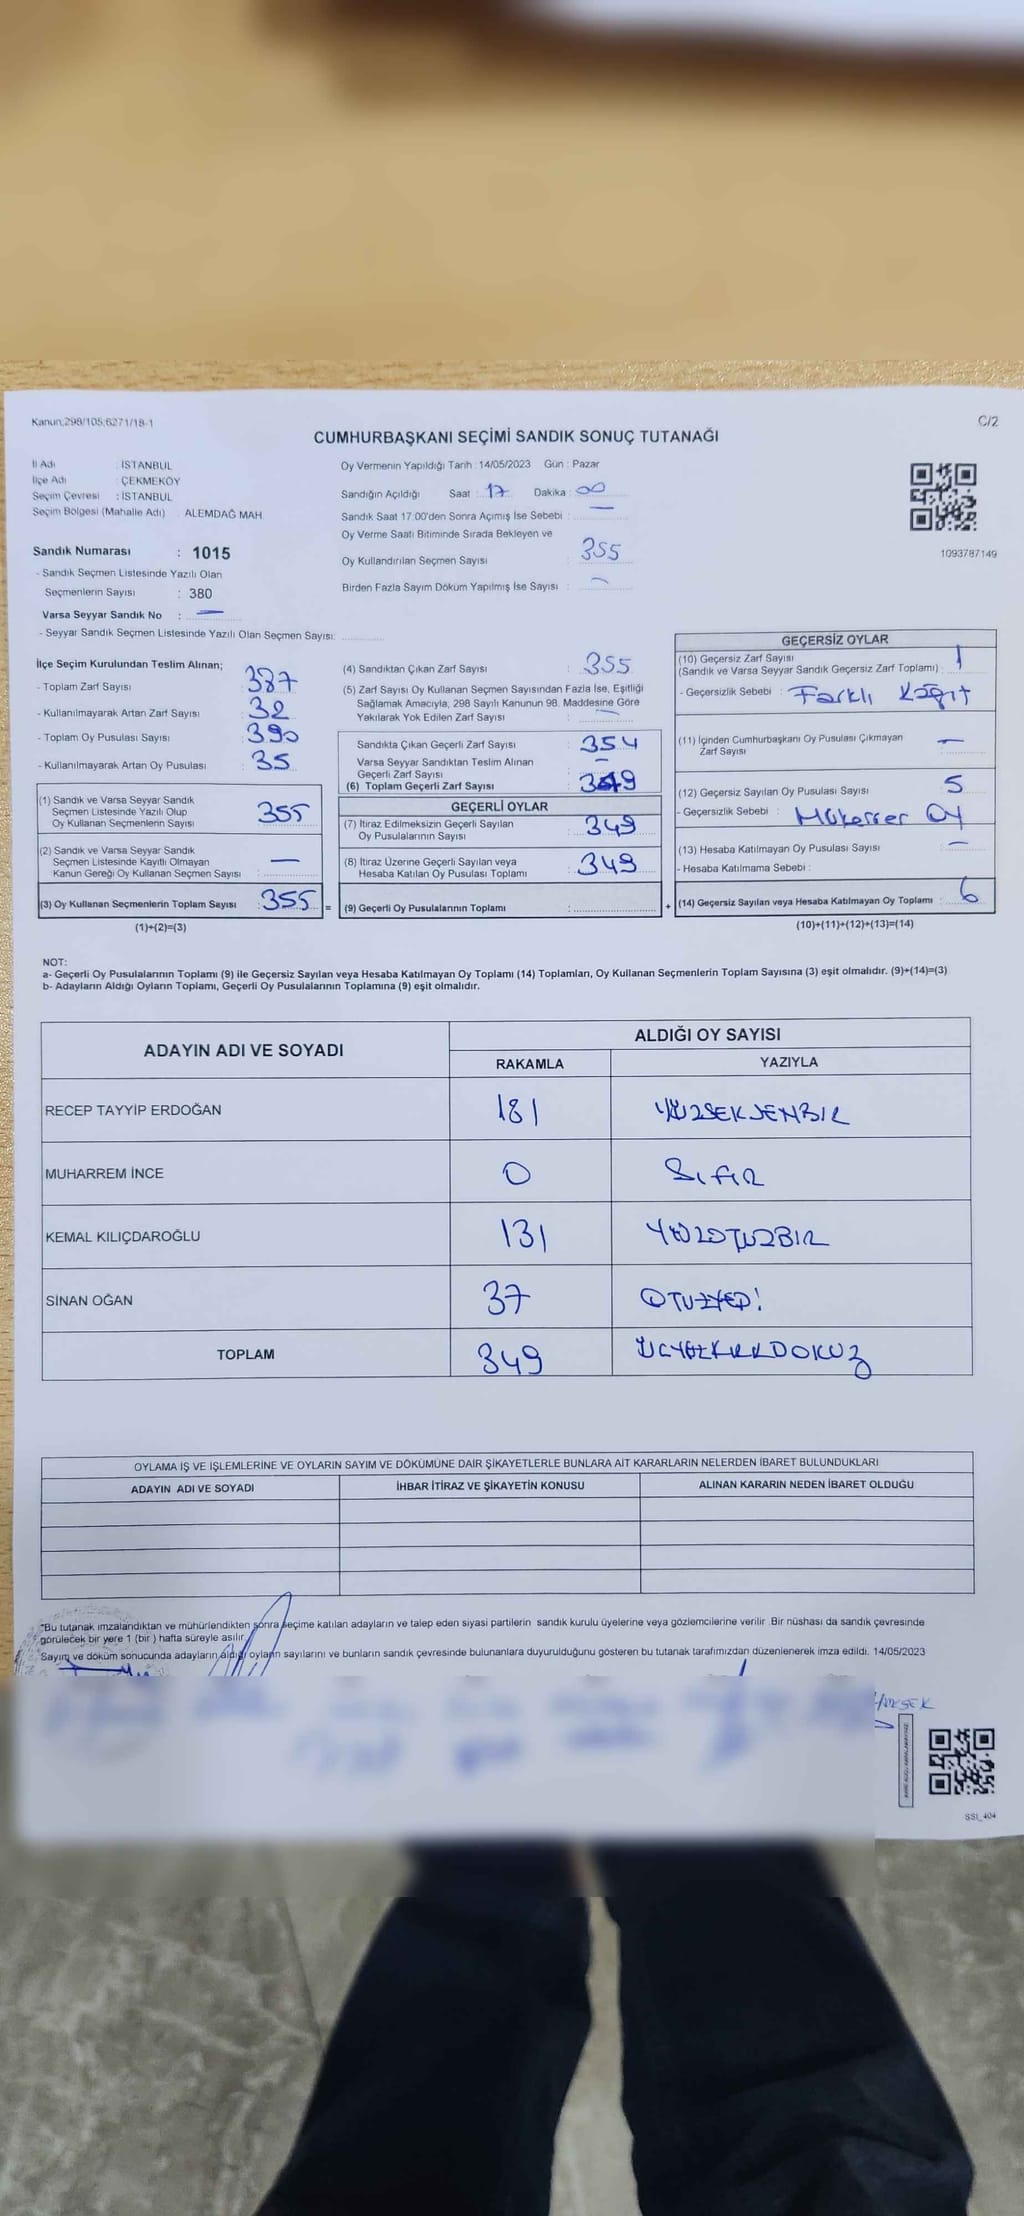 Kanun;298/105;6271/18-1
C/2
CUMHURBAŞKANI SEÇİMİ SANDIK SONUÇ TUTANAĞI
İl Adı : İSTANBUL
İlçe Adı : ÇEKMEKÖY
Seçim Çevresi : İSTANBUL
Seçim Bölgesi (Mahalle Adı) : ALEMDAĞ MAH.
Sandık Numarası : 1015
- Sandık Seçmen Listesinde Yazılı Olan
Seçmenlerin Sayısı : 380
Varsa Seyyar Sandık No : —
- Seyyar Sandık Seçmen Listesinde Yazılı Olan Seçmen Sayısı:
Oy Vermenin Yapıldığı Tarih : 14/05/2023 Gün : Pazar
Sandığın Açıldığı Saat : 17 Dakika : 00
Sandık Saat 17:00'den Sonra Açımış İse Sebebi : —
Oy Verme Saati Bitiminde Sırada Bekleyen ve
Oy Kullandırılan Seçmen Sayısı : 355
Birden Fazla Sayım Döküm Yapılmış İse Sayısı : —
1093787149
İlçe Seçim Kurulundan Teslim Alınan;
- Toplam Zarf Sayısı : 387
- Kullanılmayarak Artan Zarf Sayısı : 32
- Toplam Oy Pusulası Sayısı : 390
- Kullanılmayarak Artan Oy Pusulası : 35
(1) Sandık ve Varsa Seyyar Sandık
Seçmen Listesinde Yazılı Olup
Oy Kullanan Seçmenlerin Sayısı : 355
(2) Sandık ve Varsa Seyyar Sandık
Seçmen Listesinde Kayıtlı Olmayan
Kanun Gereği Oy Kullanan Seçmen Sayısı : —
(3) Oy Kullanan Seçmenlerin Toplam Sayısı : 355 =
(1)+(2)=(3)
(4) Sandıktan Çıkan Zarf Sayısı : 355
(5) Zarf Sayısı Oy Kullanan Seçmen Sayısından Fazla İse, Eşitliği
Sağlamak Amacıyla, 298 Sayılı Kanunun 98. Maddesine Göre
Yakılarak Yok Edilen Zarf Sayısı : —
Sandıkta Çıkan Geçerli Zarf Sayısı : 354
Varsa Seyyar Sandıktan Teslim Alınan
Geçerli Zarf Sayısı : —
(6) Toplam Geçerli Zarf Sayısı : 349
GEÇERLİ OYLAR
(7) İtiraz Edilmeksizin Geçerli Sayılan
Oy Pusulalarının Sayısı : 349
(8) İtiraz Üzerine Geçerli Sayılan veya
Hesaba Katılan Oy Pusulası Toplamı : 349
(9) Geçerli Oy Pusulalarının Toplamı : +
GEÇERSİZ OYLAR
(10) Geçersiz Zarf Sayısı
(Sandık ve Varsa Seyyar Sandık Geçersiz Zarf Toplamı) : 1
- Geçersizlik Sebebi : Farklı Kağıt
(11) İçinden Cumhurbaşkanı Oy Pusulası Çıkmayan
Zarf Sayısı : —
(12) Geçersiz Sayılan Oy Pusulası Sayısı : 5
- Geçersizlik Sebebi : Mükerrer Oy
(13) Hesaba Katılmayan Oy Pusulası Sayısı : —
- Hesaba Katılmama Sebebi :
(14) Geçersiz Sayılan veya Hesaba Katılmayan Oy Toplamı : 6
(10)+(11)+(12)+(13)=(14)
NOT:
a- Geçerli Oy Pusulalarının Toplamı (9) ile Geçersiz Sayılan veya Hesaba Katılmayan Oy Toplamı (14) Toplamları, Oy Kullanan Seçmenlerin Toplam Sayısına (3) eşit olmalıdır. (9)+(14)=(3)
b- Adayların Aldığı Oyların Toplamı, Geçerli Oy Pusulalarının Toplamına (9) eşit olmalıdır.
ADAYIN ADI VE SOYADI
ALDIĞI OY SAYISI
RAKAMLA YAZIYLA
RECEP TAYYİP ERDOĞAN 181 YÜZSEKSENBİR
MUHARREM İNCE 0 SIFIR
KEMAL KILIÇDAROĞLU 131 YÜZOTUZBİR
SİNAN OĞAN 37 OTUZYEDİ
TOPLAM 349 ÜÇYÜZKIRKDOKUZ
OYLAMA İŞ VE İŞLEMLERİNE VE OYLARIN SAYIM VE DÖKÜMÜNE DAİR ŞİKAYETLERLE BUNLARA AİT KARARLARIN NELERDEN İBARET BULUNDUKLARI
ADAYIN ADI VE SOYADI İHBAR İTİRAZ VE ŞİKAYETİN KONUSU ALINAN KARARIN NEDEN İBARET OLDUĞU
"Bu tutanak imzalandıktan ve mühürlendikten sonra seçime katılan adayların ve talep eden siyasi partilerin sandık kurulu üyelerine veya gözlemcilerine verilir. Bir nüshası da sandık çevresinde
görülecek bir yere 1 (bir ) hafta süreyle asılır.
Sayım ve döküm sonucunda adayların aldığı oyların sayılarını ve bunların sandık çevresinde bulunanlara duyurulduğunu gösteren bu tutanak tarafımızdan düzenlenerek imza edildi. 14/05/2023
SSI_404